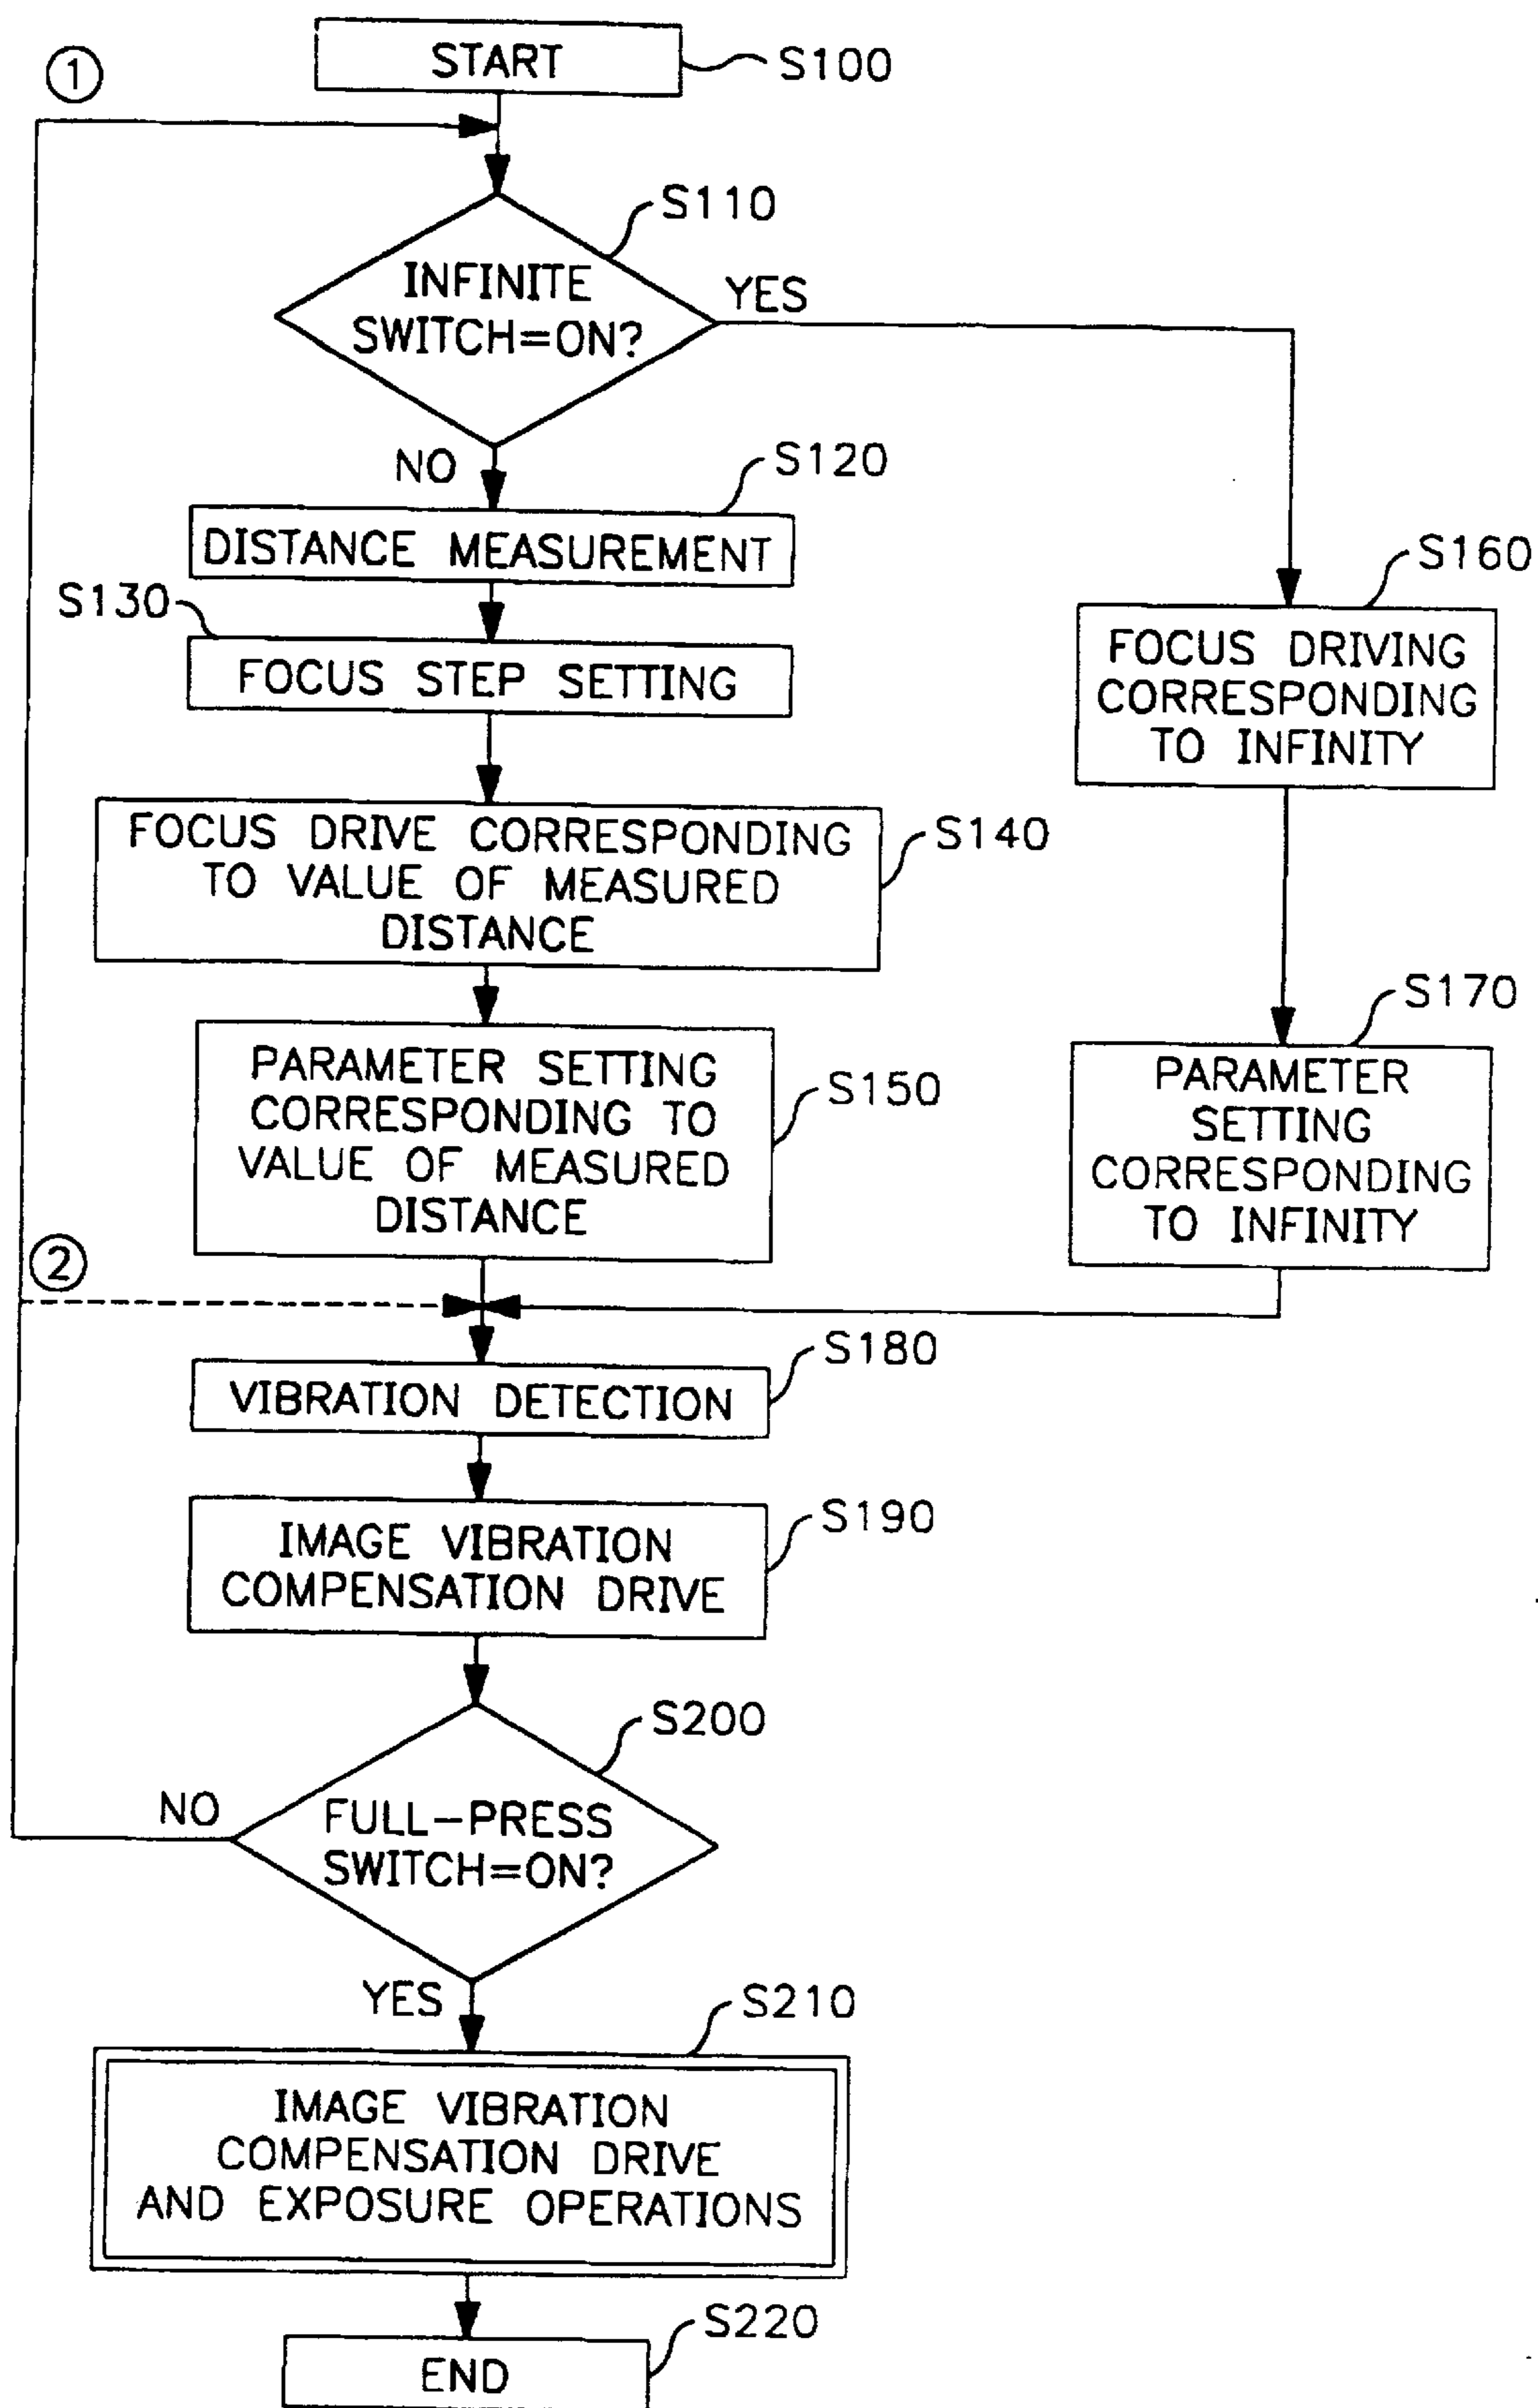 START
S100
①
S110
INFINITE
SWITCH=ON?
YES
NO
S120
DISTANCE MEASUREMENT
S130
FOCUS STEP SETTING
S160
FOCUS DRIVING
CORRESPONDING
TO INFINITY
FOCUS DRIVE CORRESPONDING
TO VALUE OF MEASURED
DISTANCE
S140
S170
PARAMETER
SETTING
CORRESPONDING
TO INFINITY
PARAMETER SETTING
CORRESPONDING TO
VALUE OF MEASURED
DISTANCE
S150
②
S180
VIBRATION DETECTION
S190
IMAGE VIBRATION
COMPENSATION DRIVE
S200
FULL-PRESS
SWITCH=ON?
NO
YES
S210
IMAGE VIBRATION
COMPENSATION DRIVE
AND EXPOSURE OPERATIONS
S220
END